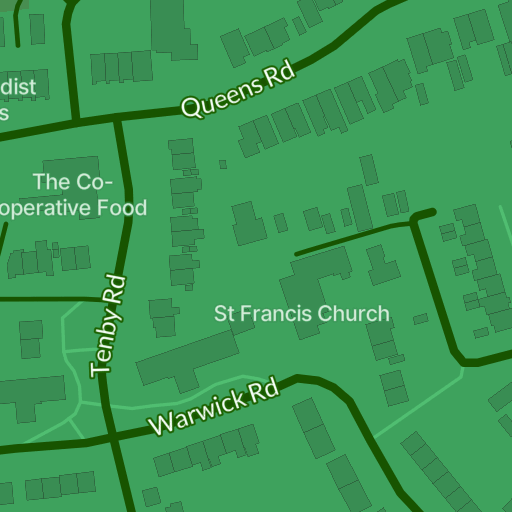 dist
s
Queens Rd
The Co-
operative Food
Tenby Rd
St Francis Church
Warwick Rd